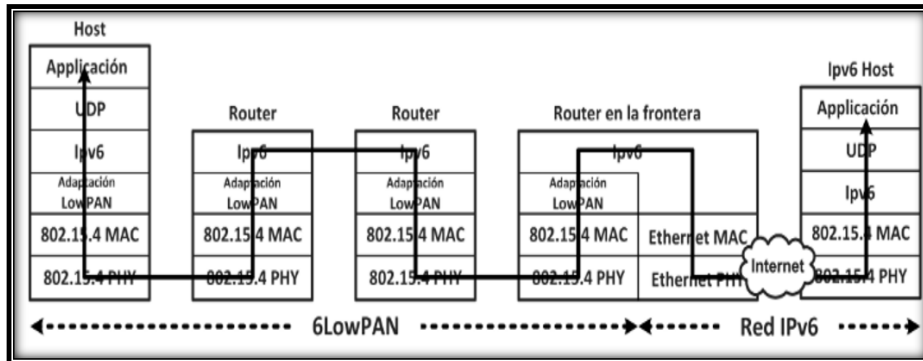 Host
Applicación
UDP
Ipv6
Adaptación
LowPAN
802.15.4 MAC
802.15.4 PHY
Router
Ipv6
Adaptación
LowPAN
802.15.4 MAC
802.15.4 PHY
Router
Ipv6
Adaptación
LowPAN
802.15.4 MAC
802.15.4 PHY
Router en la frontera
Ipv6
Adaptación
LowPAN
802.15.4 MAC
802.15.4 PHY
Ethernet MAC
Ethernet PHY
Internet
Ipv6 Host
Applicación
UDP
Ipv6
802.15.4 MAC
802.15.4 PHY
6LowPAN
Red IPv6